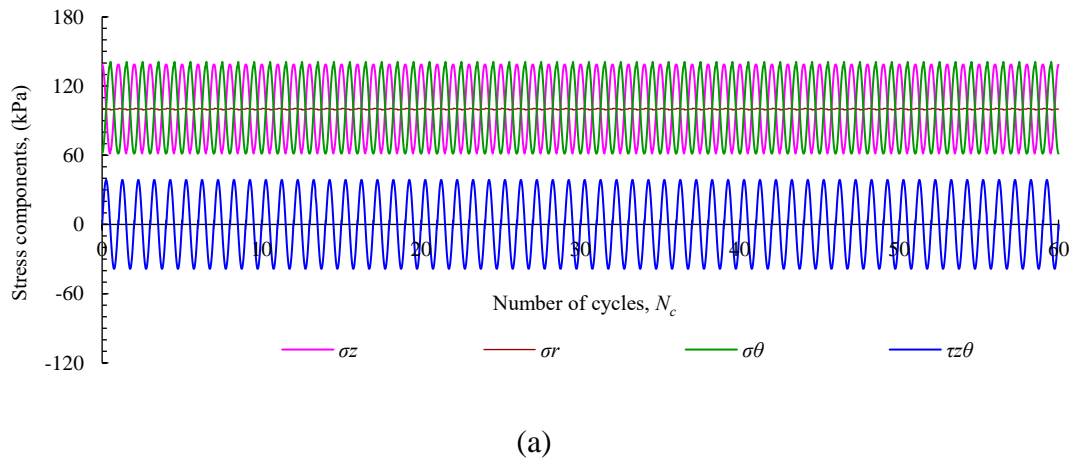 180
120
60
0
-60
-120
Stress components, (kPa)
0 10 20 30 40 50 60
Number of cycles, N_c
σz σr σθ τzθ
(a)